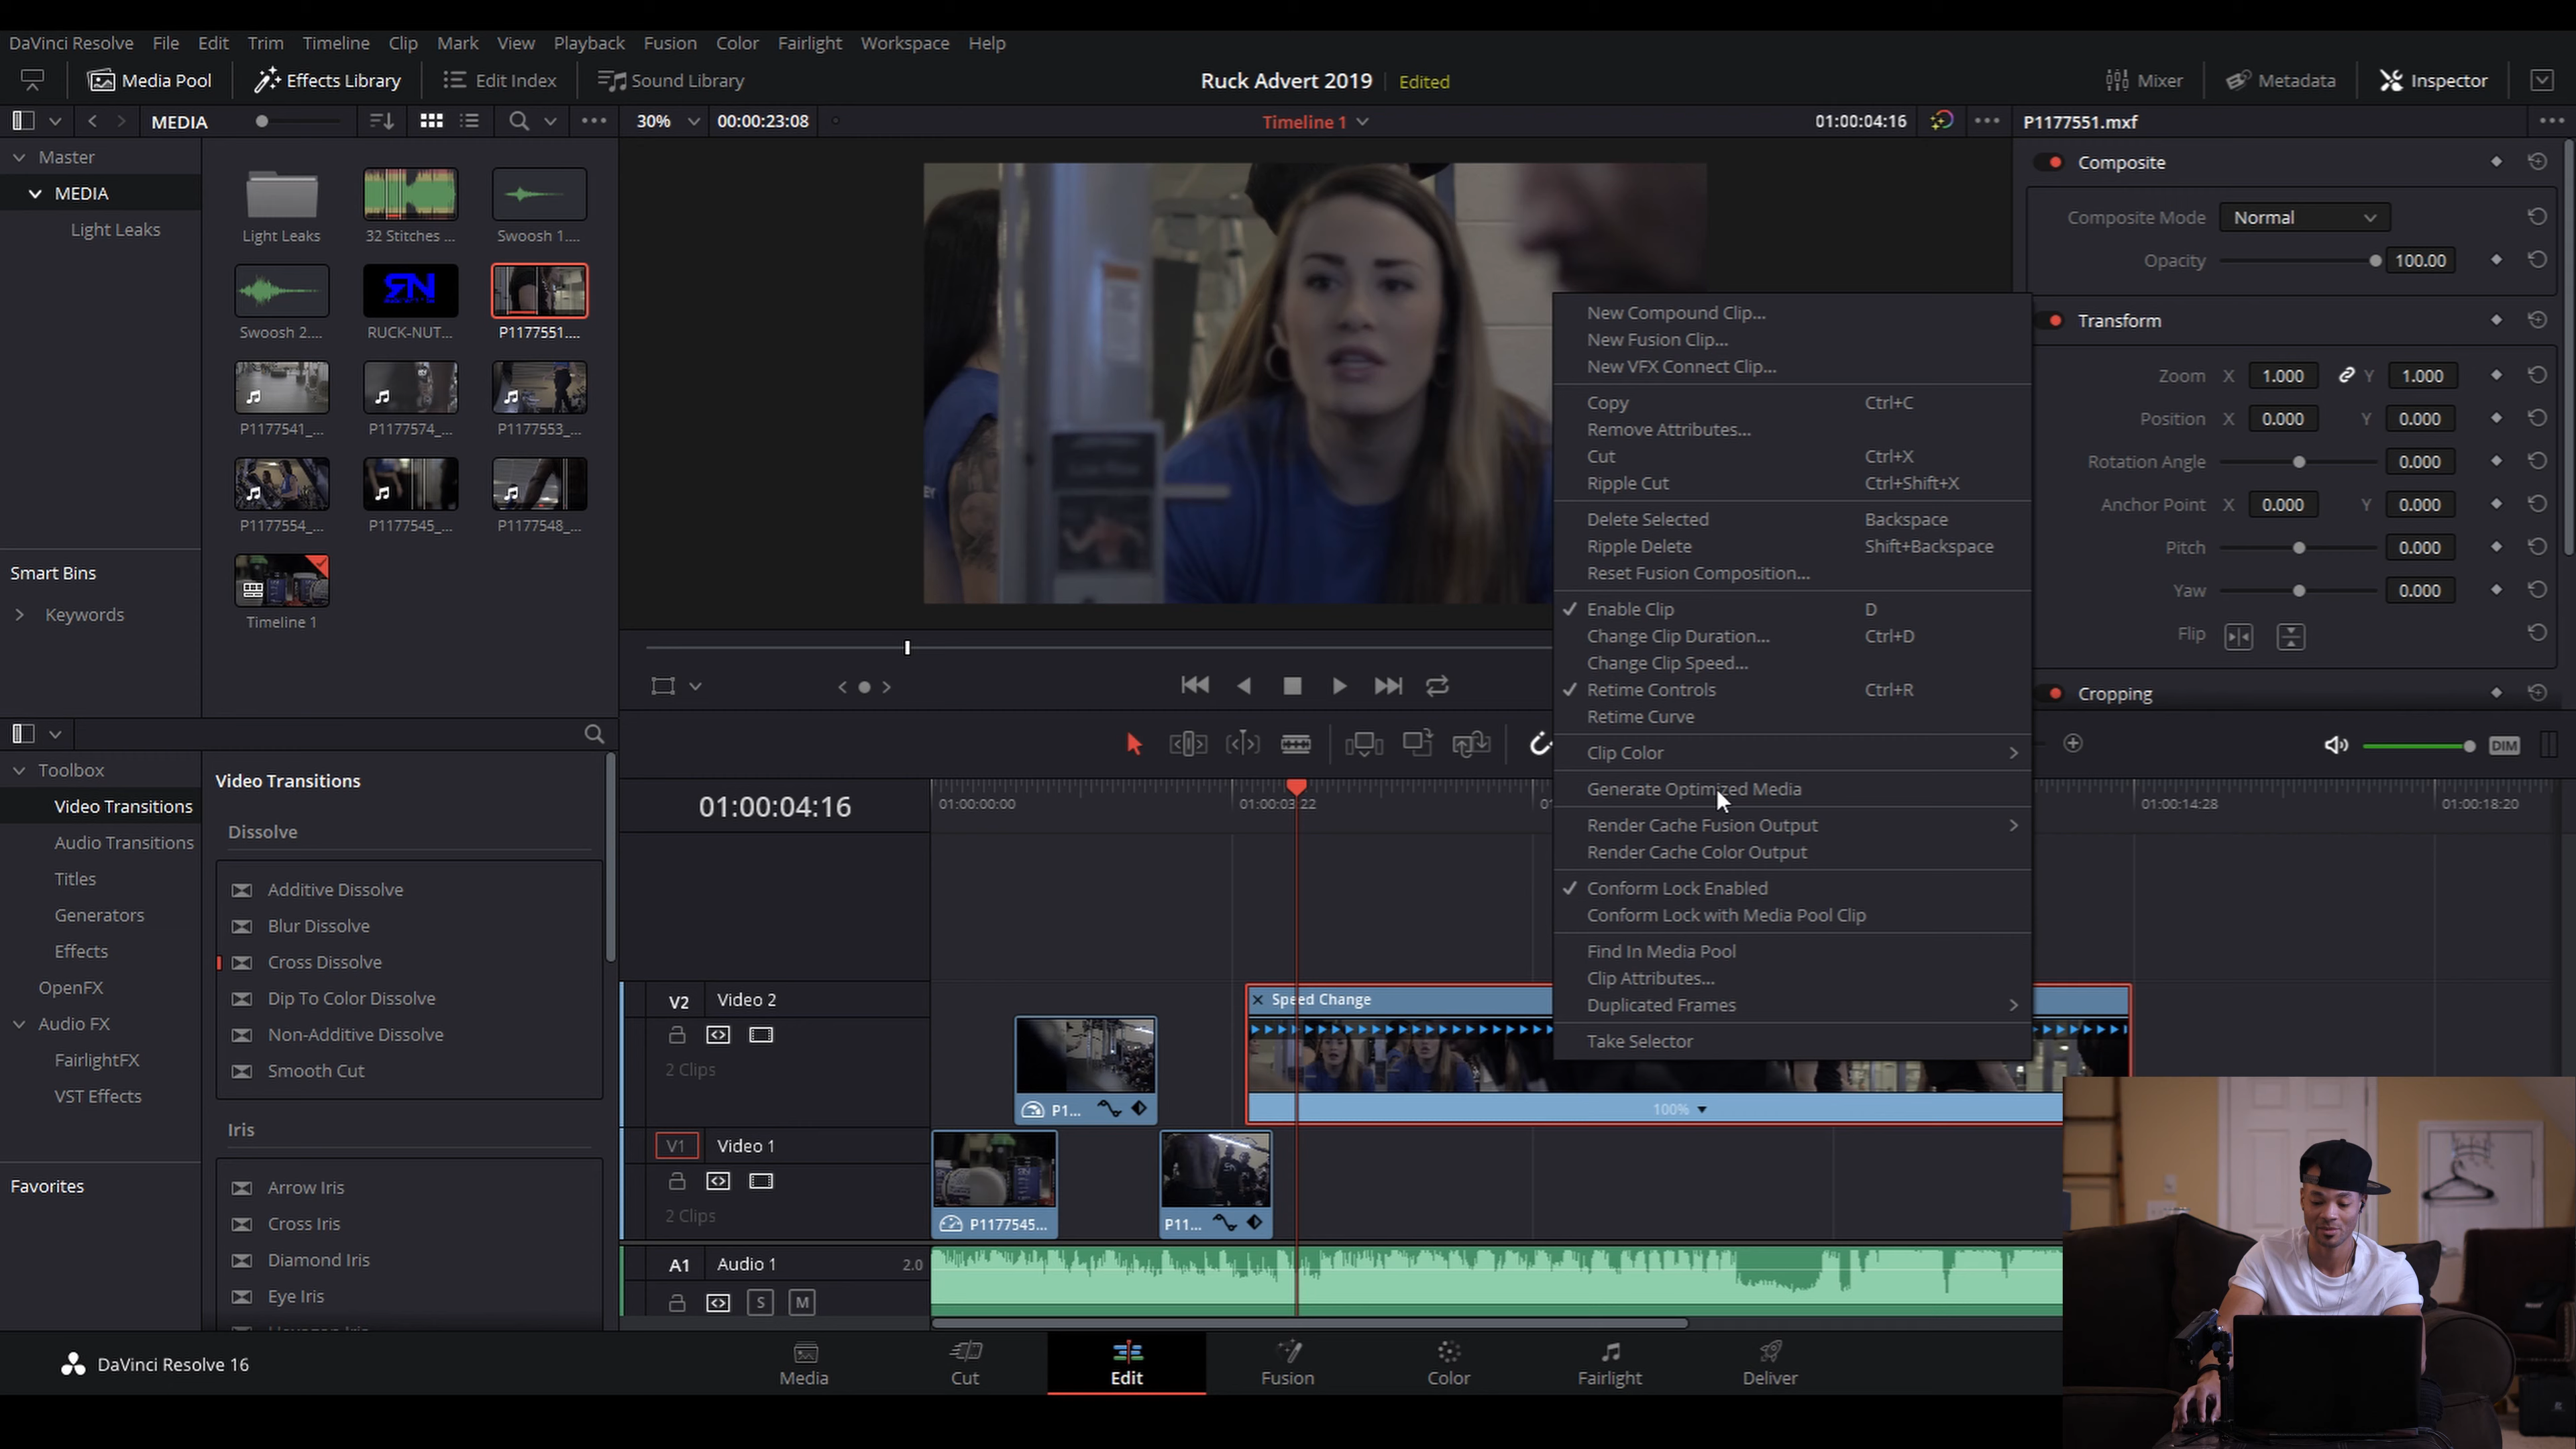 DaVinci Resolve File Edit Trim Timeline Clip Mark View Playback Fusion Color Fairlight Workspace Help
Media Pool Effects Library Edit Index Sound Library Ruck Advert 2019 Edited Mixer Metadata Inspector
MEDIA 30% 00:00:23:08 Timeline 1 01:00:04:16 P1177551.mxf
Master
MEDIA
Light Leaks
Smart Bins
Keywords
Light Leaks 32 Stitches ... Swoosh 1....
Swoosh 2.... RUCK-NUT... P1177551....
P1177541_... P1177574_... P1177553_...
P1177554_... P1177545_... P1177548_...
Timeline 1
RN
Composite
Composite Mode Normal
Opacity 100.00
Transform
Zoom X 1.000 Y 1.000
Position X 0.000 Y 0.000
Rotation Angle 0.000
Anchor Point X 0.000 Y 0.000
Pitch 0.000
Yaw 0.000
Flip
Cropping
New Compound Clip...
New Fusion Clip...
New VFX Connect Clip...
Copy Ctrl+C
Remove Attributes...
Cut Ctrl+X
Ripple Cut Ctrl+Shift+X
Delete Selected Backspace
Ripple Delete Shift+Backspace
Reset Fusion Composition...
Enable Clip D
Change Clip Duration... Ctrl+D
Change Clip Speed...
Retime Controls Ctrl+R
Retime Curve
Clip Color
Generate Optimized Media
Render Cache Fusion Output
Render Cache Color Output
Conform Lock Enabled
Conform Lock with Media Pool Clip
Find In Media Pool
Clip Attributes...
Duplicated Frames
Take Selector
DIM
Toolbox
Video Transitions
Audio Transitions
Titles
Generators
Effects
OpenFX
Audio FX
FairlightFX
VST Effects
Favorites
Video Transitions
Dissolve
Additive Dissolve
Blur Dissolve
Cross Dissolve
Dip To Color Dissolve
Non-Additive Dissolve
Smooth Cut
Iris
Arrow Iris
Cross Iris
Diamond Iris
Eye Iris
01:00:04:16 01:00:00:00 01:00:03:22 01:00:14:28 01:00:18:20
V2 Video 2 Speed Change
2 Clips
P1... 100%
V1 Video 1
2 Clips
P1177545... P11...
A1 Audio 1 2.0
S M
DaVinci Resolve 16 Media Cut Edit Fusion Color Fairlight Deliver